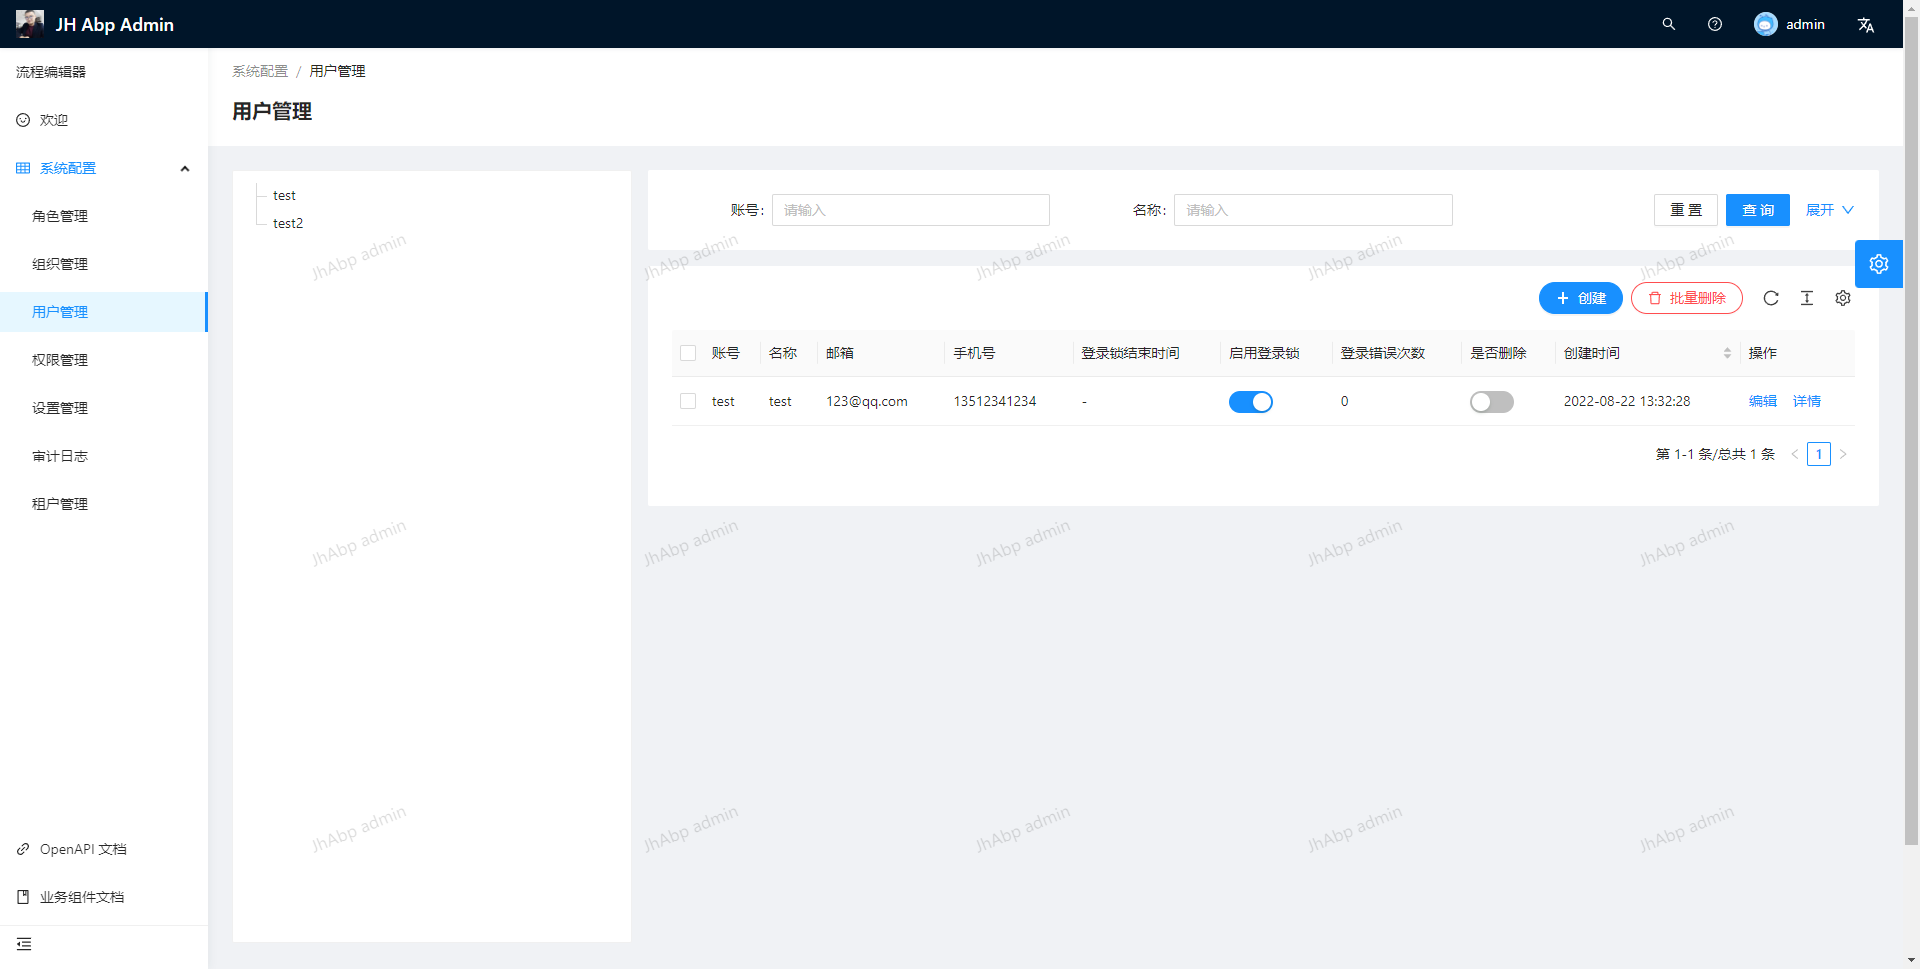 JH Abp Admin
admin
流程编辑器
欢迎
系统配置
角色管理
组织管理
用户管理
权限管理
设置管理
审计日志
租户管理
OpenAPI 文档
业务组件文档
系统配置 / 用户管理
用户管理
test
test2
账号: 请输入 名称: 请输入 重 置 查 询 展开
创建 批量删除
账号 名称 邮箱 手机号 登录锁结束时间 启用登录锁 登录错误次数 是否删除 创建时间 操作
test test 123@qq.com 13512341234 - 0 2022-08-22 13:32:28 编辑 详情
第 1-1 条/总共 1 条 < 1 >
JhAbp admin JhAbp admin JhAbp admin JhAbp admin JhAbp admin
JhAbp admin JhAbp admin JhAbp admin JhAbp admin JhAbp admin
JhAbp admin JhAbp admin JhAbp admin JhAbp admin JhAbp admin